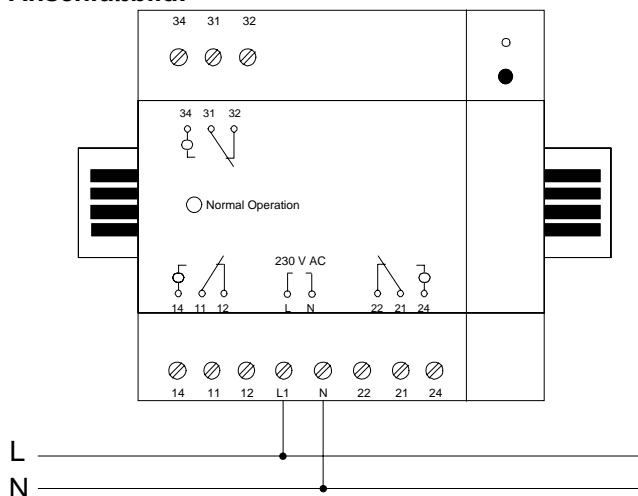 34 31 32
34 31 32
Normal Operation
230 V AC
14 11 12 L N 22 21 24
14 11 12 L1 N 22 21 24
L
N